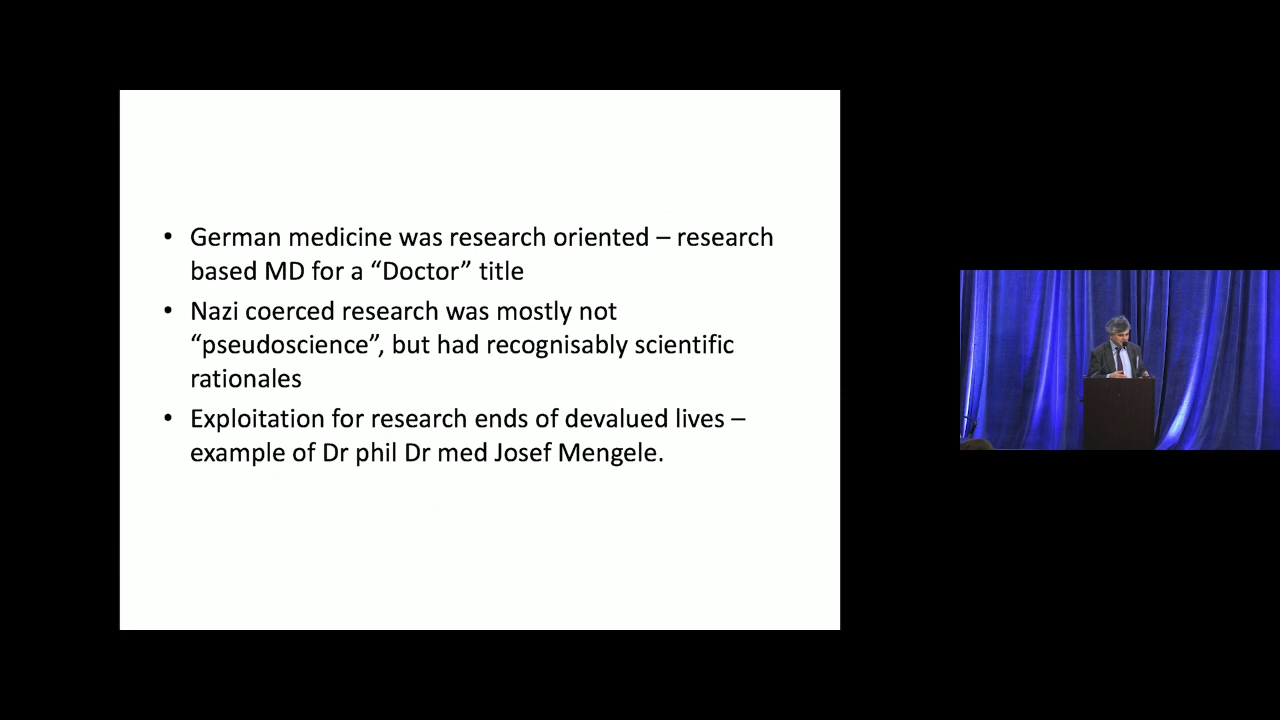 • German medicine was research oriented – research
based MD for a “Doctor” title
• Nazi coerced research was mostly not
“pseudoscience”, but had recognisably scientific
rationales
• Exploitation for research ends of devalued lives –
example of Dr phil Dr med Josef Mengele.